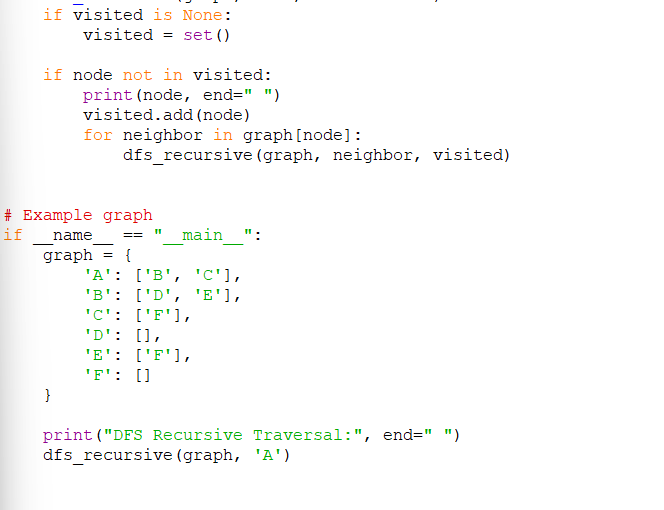 if visited is None:
        visited = set()

    if node not in visited:
        print(node, end=" ")
        visited.add(node)
        for neighbor in graph[node]:
            dfs_recursive(graph, neighbor, visited)

# Example graph
if __name__ == "__main__":
    graph = {
        'A': ['B', 'C'],
        'B': ['D', 'E'],
        'C': ['F'],
        'D': [],
        'E': ['F'],
        'F': []
    }

    print("DFS Recursive Traversal:", end=" ")
    dfs_recursive(graph, 'A')